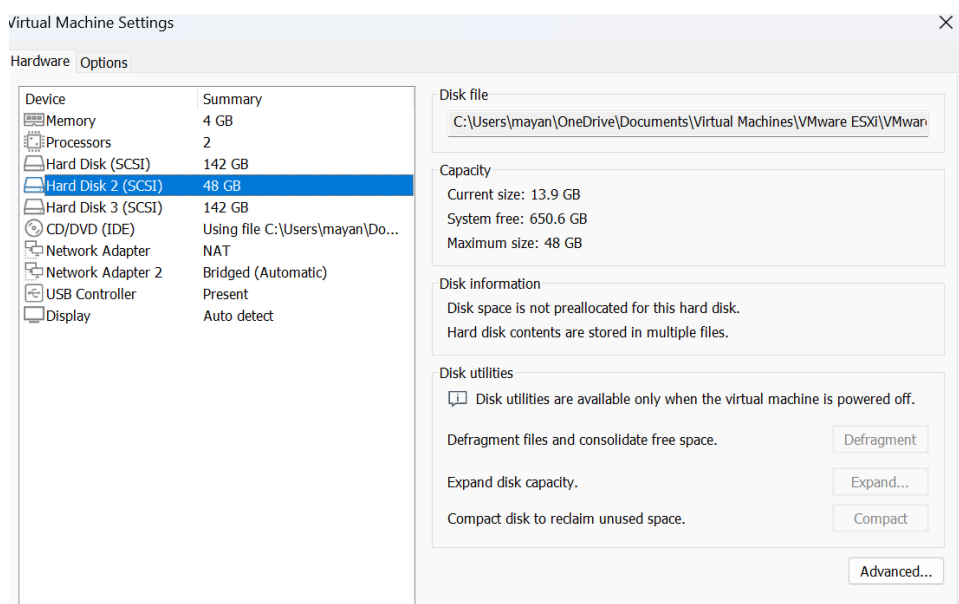 Virtual Machine Settings
Hardware Options
Device Summary
Memory 4 GB
Processors 2
Hard Disk (SCSI) 142 GB
Hard Disk 2 (SCSI) 48 GB
Hard Disk 3 (SCSI) 142 GB
CD/DVD (IDE) Using file C:\Users\mayan\Do...
Network Adapter NAT
Network Adapter 2 Bridged (Automatic)
USB Controller Present
Display Auto detect
Disk file
C:\Users\mayan\OneDrive\Documents\Virtual Machines\VMware ESXi\VMwar
Capacity
Current size: 13.9 GB
System free: 650.6 GB
Maximum size: 48 GB
Disk information
Disk space is not preallocated for this hard disk.
Hard disk contents are stored in multiple files.
Disk utilities
Disk utilities are available only when the virtual machine is powered off.
Defragment files and consolidate free space. Defragment
Expand disk capacity. Expand...
Compact disk to reclaim unused space. Compact
Advanced...